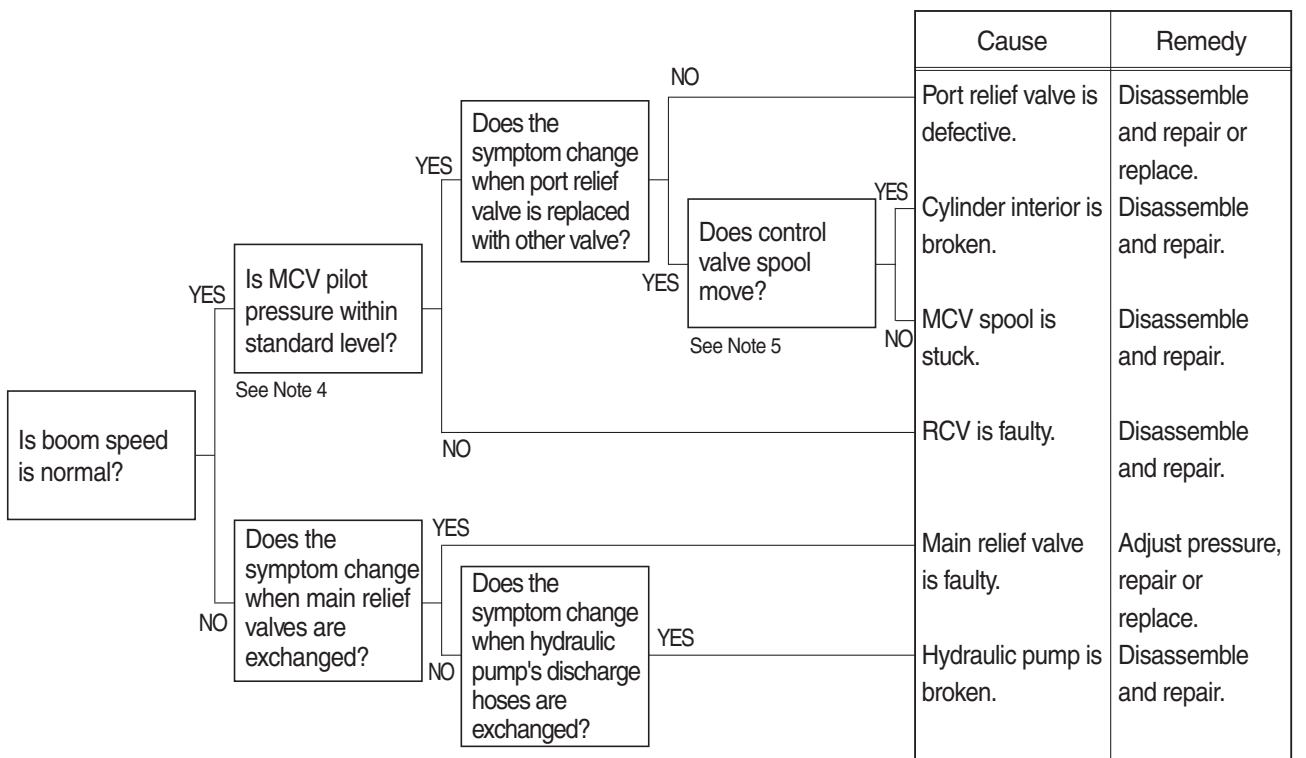 Cause
Remedy
NO
Port relief valve is
defective.
Disassemble
and repair or
replace.
Does the
symptom change
when port relief
valve is replaced
with other valve?
YES
YES
Cylinder interior is
broken.
Disassemble
and repair.
Does control
valve spool
move?
YES
See Note 5
NO
MCV spool is
stuck.
Disassemble
and repair.
YES
Is MCV pilot
pressure within
standard level?
See Note 4
NO
RCV is faulty.
Disassemble
and repair.
Is boom speed
is normal?
Does the
symptom change
when main relief
valves are
exchanged?
NO
YES
Main relief valve
is faulty.
Adjust pressure,
repair or
replace.
Does the
symptom change
when hydraulic
pump's discharge
hoses are
exchanged?
NO
YES
Hydraulic pump is
broken.
Disassemble
and repair.